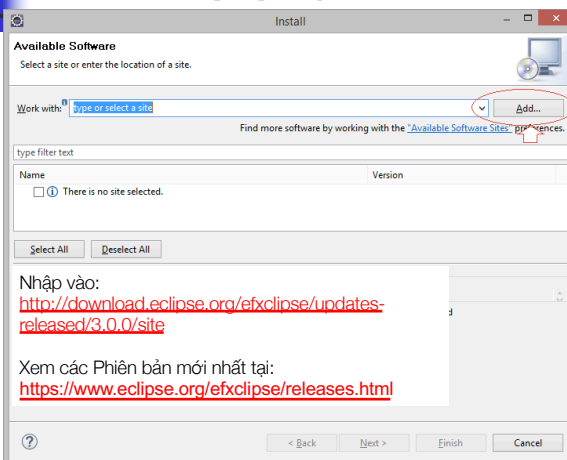 Install
Available Software
Select a site or enter the location of a site.
Work with: type or select a site
Add...
Find more software by working with the "Available Software Sites" preferences.
type filter text
Name Version
There is no site selected.
Select All Deselect All
Nhập vào:
http://download.eclipse.org/efxclipse/updates-
released/3.0.0/site
Xem các Phiên bản mới nhất tại:
https://www.eclipse.org/efxclipse/releases.html
< Back Next > Finish Cancel